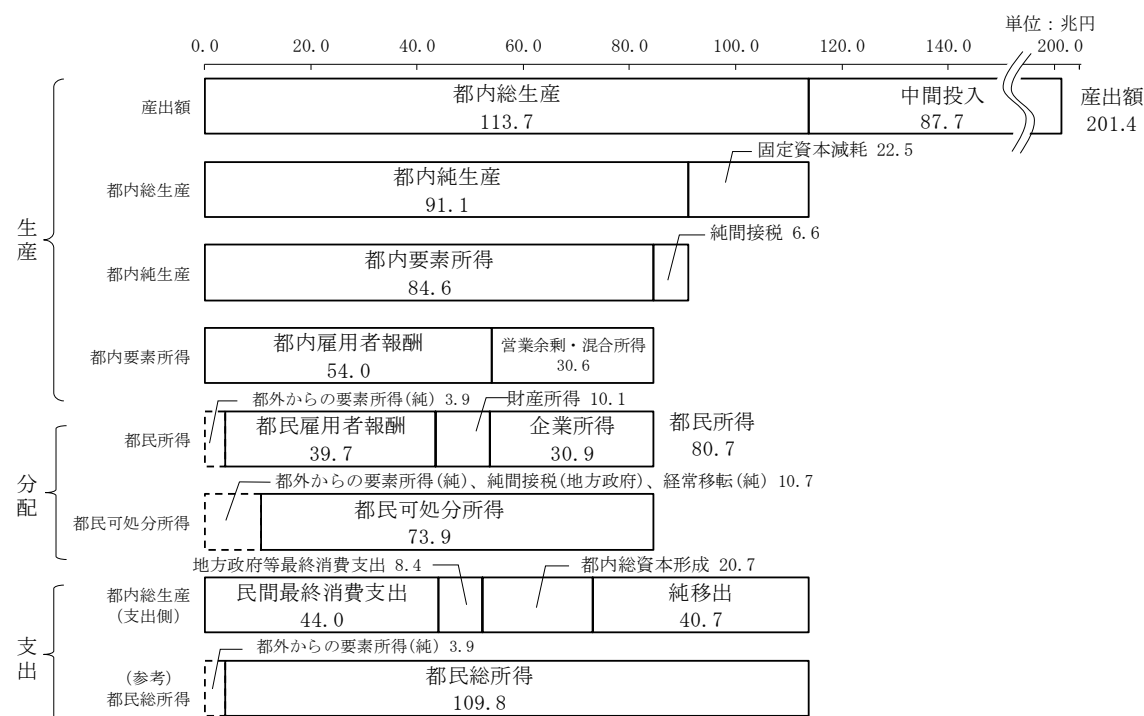 単位：兆円
0.0 20.0 40.0 60.0 80.0 100.0 120.0 140.0 200.0
生産
産出額
都内総生産
113.7
中間投入
87.7
産出額
201.4
固定資本減耗 22.5
都内総生産
都内純生産
91.1
純間接税 6.6
都内純生産
都内要素所得
84.6
都内要素所得
都内雇用者報酬
54.0
営業余剰・混合所得
30.6
分配
都外からの要素所得(純) 3.9
財産所得 10.1
都民所得
都民雇用者報酬
39.7
企業所得
30.9
都民所得
80.7
都外からの要素所得(純)、純間接税(地方政府)、経常移転(純) 10.7
都民可処分所得
都民可処分所得
73.9
支出
地方政府等最終消費支出 8.4
都内総資本形成 20.7
都内総生産
(支出側)
民間最終消費支出
44.0
純移出
40.7
都外からの要素所得(純) 3.9
(参考)
都民総所得
都民総所得
109.8